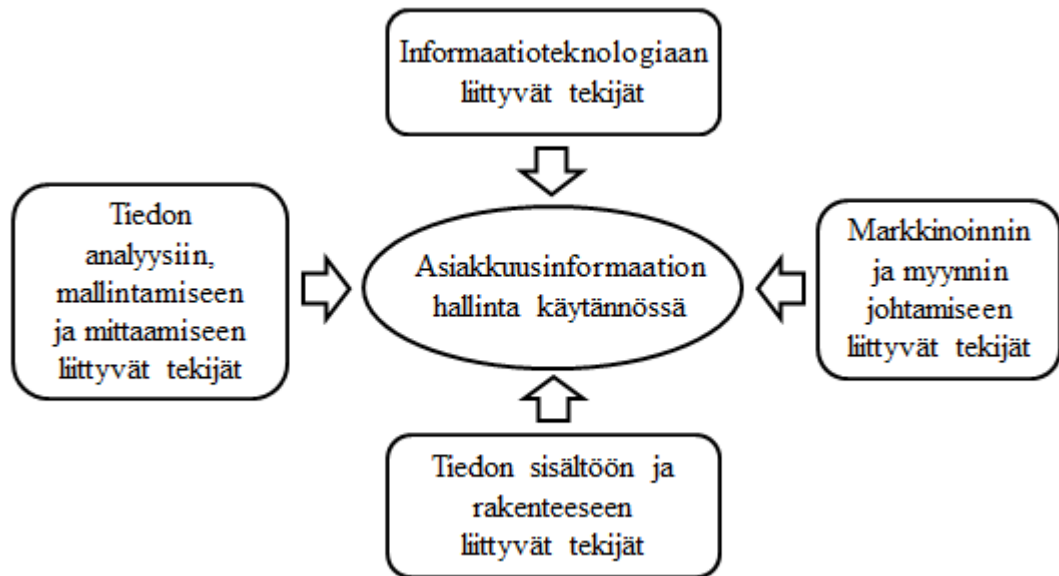 Informaatioteknologiaan
liittyvät tekijät
Tiedon
analyysiin,
mallintamiseen
ja mittaamiseen
liittyvät tekijät
Asiakkuusinformaation
hallinta käytännössä
Markkinoinnin
ja myynnin
johtamiseen
liittyvät tekijät
Tiedon sisältöön ja
rakenteeseen
liittyvät tekijät